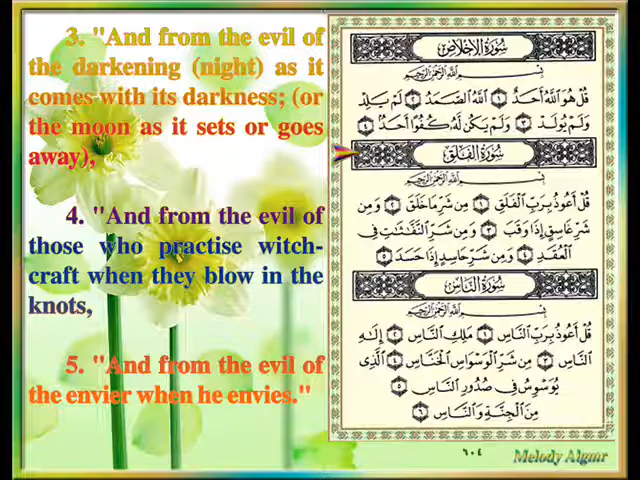 3. "And from the evil of
the darkening (night) as it
comes with its darkness; (or
the moon as it sets or goes
away),
4. "And from the evil of
those who practise witch-
craft when they blow in the
knots,
5. "And from the evil of
the envier when he envies."
سُورَةُ الإِخْلَاصِ
بِسْمِ اللَّهِ الرَّحْمَٰنِ الرَّحِيمِ
قُلْ هُوَ اللَّهُ أَحَدٌ ١ اللَّهُ الصَّمَدُ ٢ لَمْ يَلِدْ
وَلَمْ يُولَدْ ٣ وَلَمْ يَكُن لَّهُ كُفُوًا أَحَدٌ ٤
سُورَةُ الْفَلَقِ
بِسْمِ اللَّهِ الرَّحْمَٰنِ الرَّحِيمِ
قُلْ أَعُوذُ بِرَبِّ الْفَلَقِ ١ مِن شَرِّ مَا خَلَقَ ٢ وَمِن
شَرِّ غَاسِقٍ إِذَا وَقَبَ ٣ وَمِن شَرِّ النَّفَّاثَاتِ فِي
الْعُقَدِ ٤ وَمِن شَرِّ حَاسِدٍ إِذَا حَسَدَ ٥
سُورَةُ النَّاسِ
بِسْمِ اللَّهِ الرَّحْمَٰنِ الرَّحِيمِ
قُلْ أَعُوذُ بِرَبِّ النَّاسِ ١ مَلِكِ النَّاسِ ٢ إِلَٰهِ
النَّاسِ ٣ مِن شَرِّ الْوَسْوَاسِ الْخَنَّاسِ ٤ الَّذِي
يُوَسْوِسُ فِي صُدُورِ النَّاسِ ٥
مِنَ الْجِنَّةِ وَالنَّاسِ ٦
٦٠٤
Melody Algmr